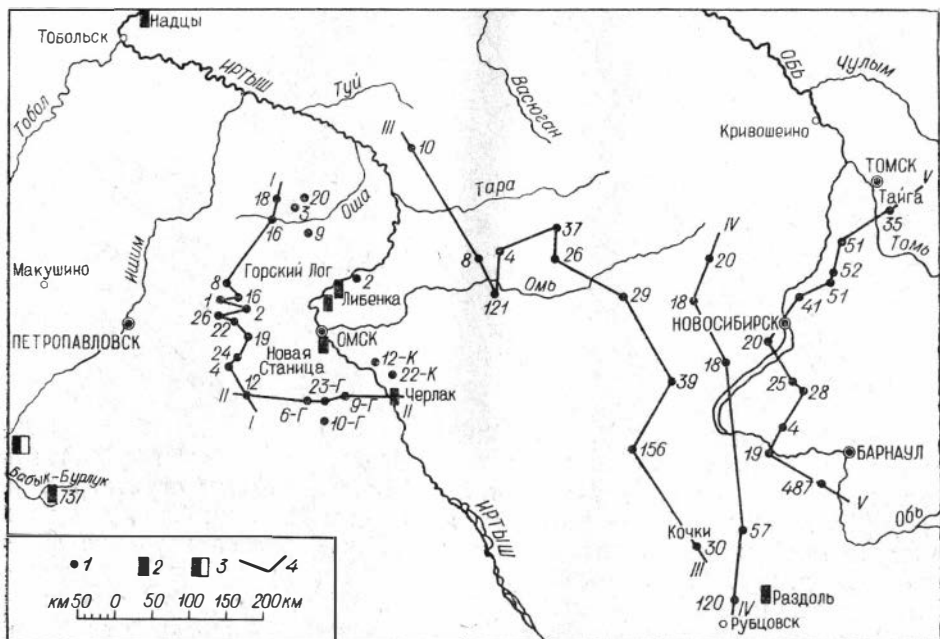 Надцы
Тобольск
ИРТЫШ
Тобол
Туй
Васюган
ОБЬ
Чулым
Кривошеино
III
10
ТОМСК
Тайга
V
35
Томь
I
18
20
3
Оша
16
9
Тара
Ишим
Макушино
8
Горский Лог
2
Либенка
1
16
2
26
22
19
ПЕТРОПАВЛОВСК
ОМСК
Новая
Станица
24
4
12-К
22-К
12
II
I
6-Г
23-Г
9-Г
10-Г
Черлак
II
8
4
37
26
121
Омь
29
39
156
Кочки
30
III
IV
20
18
18
57
120
IV
Рубцовск
Раздоль
51
52
51
41
НОВОСИБИРСК
20
25
28
4
19
БАРНАУЛ
487
V
Обь
ИРТЫШ
Бабык-Бурлук
737
1
2
3
4
км 50 0 50 100 150 200 км